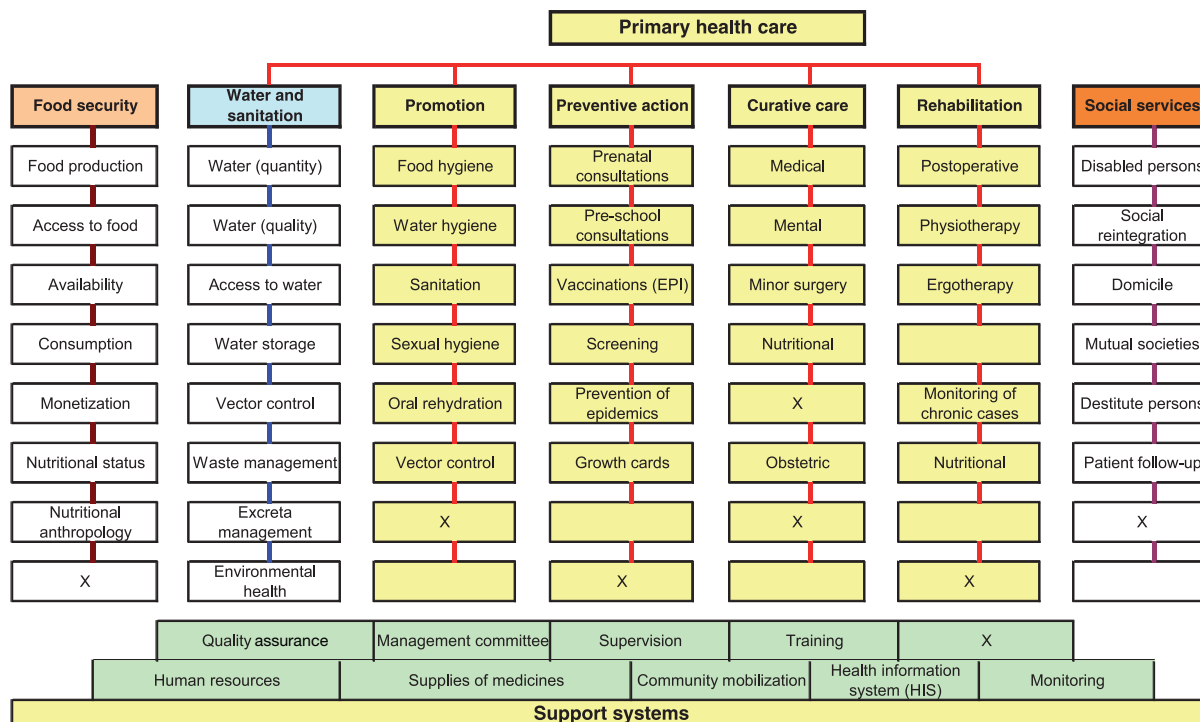 Primary health care
Food security
Water and
sanitation
Promotion
Preventive action
Curative care
Rehabilitation
Social services
Food production
Water (quantity)
Food hygiene
Prenatal
consultations
Medical
Postoperative
Disabled persons
Access to food
Water (quality)
Water hygiene
Pre-school
consultations
Mental
Physiotherapy
Social
reintegration
Availability
Access to water
Sanitation
Vaccinations (EPI)
Minor surgery
Ergotherapy
Domicile
Consumption
Water storage
Sexual hygiene
Screening
Nutritional
Mutual societies
Monetization
Vector control
Oral rehydration
Prevention of
epidemics
X
Monitoring of
chronic cases
Destitute persons
Nutritional status
Waste management
Vector control
Growth cards
Obstetric
Nutritional
Patient follow-up
Nutritional
anthropology
Excreta
management
X
X
X
X
Environmental
health
X
X
Quality assurance
Management committee
Supervision
Training
X
Human resources
Supplies of medicines
Community mobilization
Health information
system (HIS)
Monitoring
Support systems